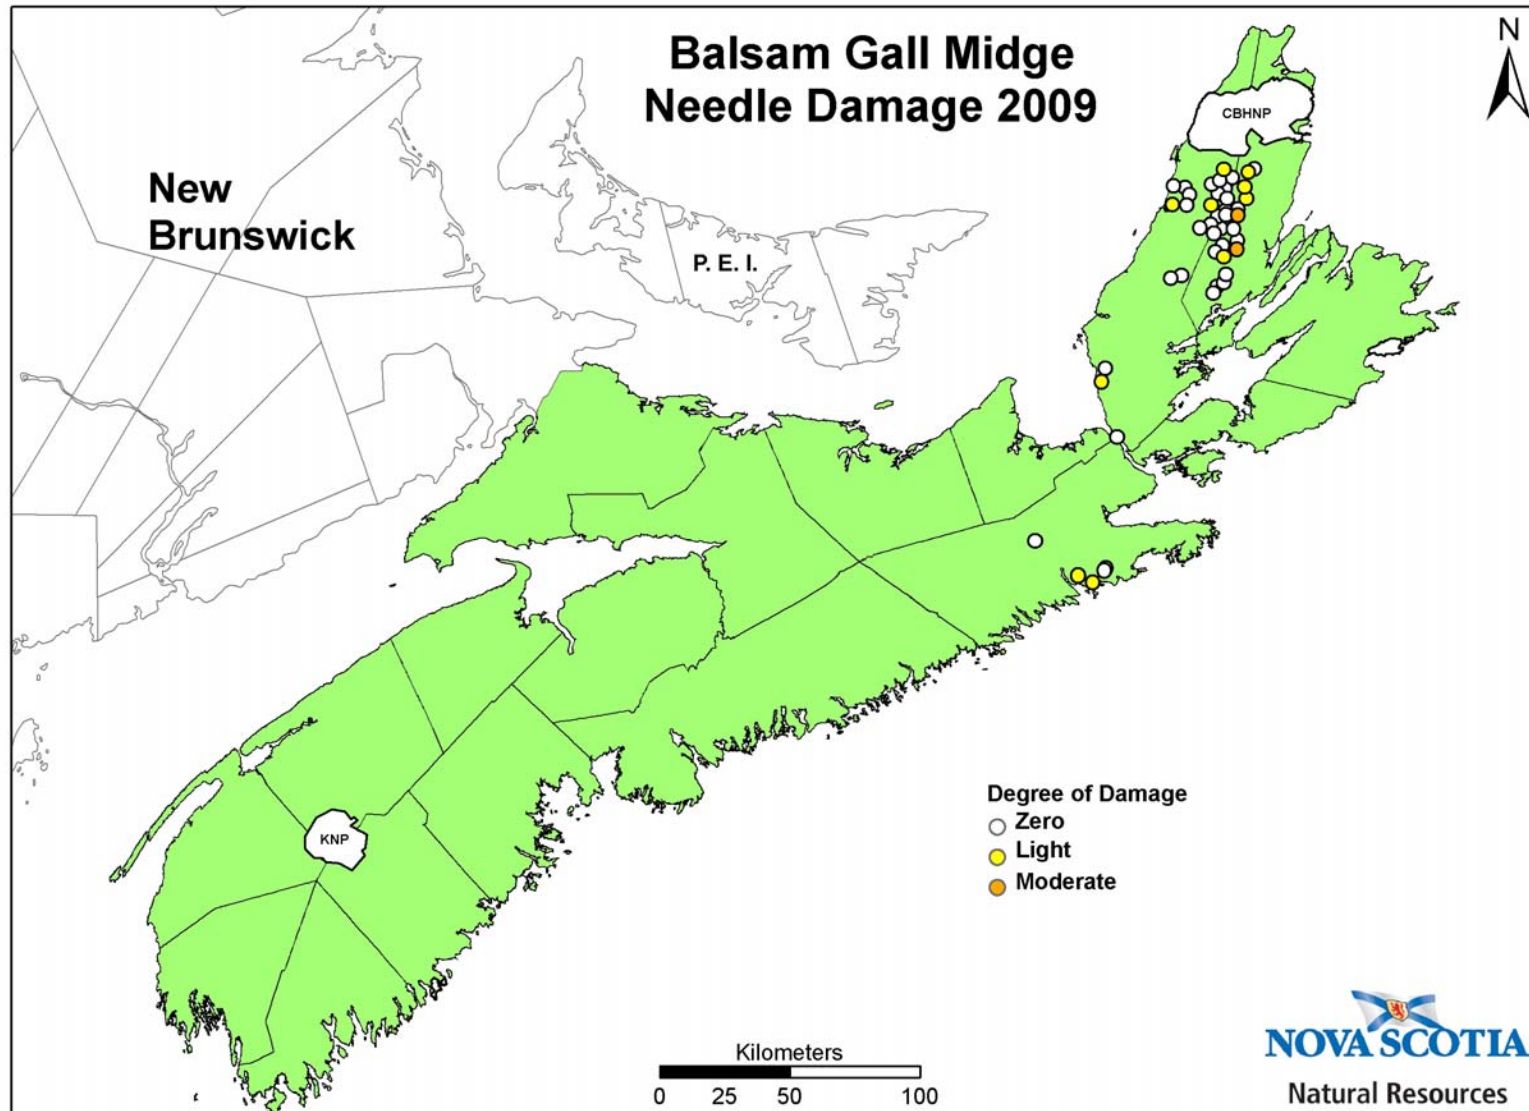 Balsam Gall Midge
Needle Damage 2009
N
CBHNP
New
Brunswick
P. E. I.
KNP
Degree of Damage
Zero
Light
Moderate
Kilometers
0 25 50 100
NOVA SCOTIA
Natural Resources